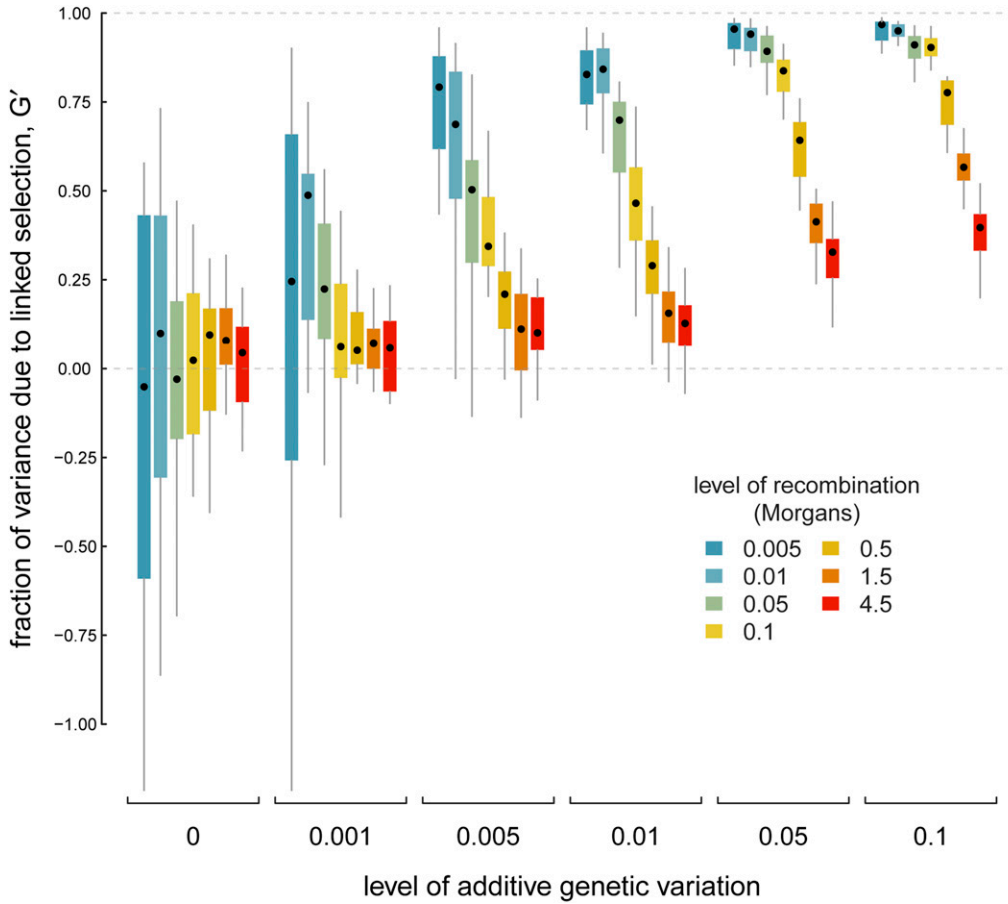 fraction of variance due to linked selection, G′
1.00
0.75
0.50
0.25
0.00
−0.25
−0.50
−0.75
−1.00
level of recombination
(Morgans)
0.005 0.5
0.01 1.5
0.05 4.5
0.1
0 0.001 0.005 0.01 0.05 0.1
level of additive genetic variation